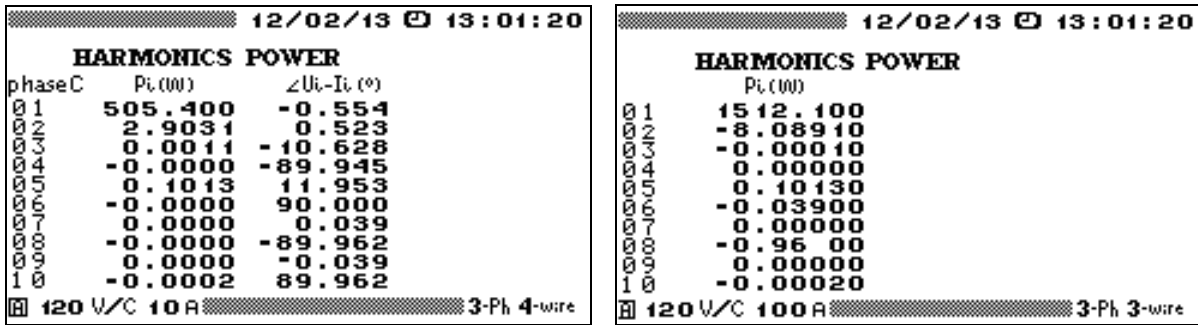 12/02/13 13:01:20
HARMONICS POWER
phaseC Pi(W) ∠Ui-Ii(º)
01 505.400 -0.554
02 2.9031 0.523
03 0.0011 -10.628
04 -0.0000 -89.945
05 0.1013 11.953
06 -0.0000 90.000
07 0.0000 0.039
08 -0.0000 -89.962
09 0.0000 -0.039
10 -0.0002 89.962
A 120 V/C 10 A 3-Ph 4-wire
12/02/13 13:01:20
HARMONICS POWER
Pi(W)
01 1512.100
02 -8.08910
03 -0.00010
04 0.00000
05 0.10130
06 -0.03900
07 0.00000
08 -0.96 00
09 0.00000
10 -0.00020
A 120 V/C 100 A 3-Ph 3-wire